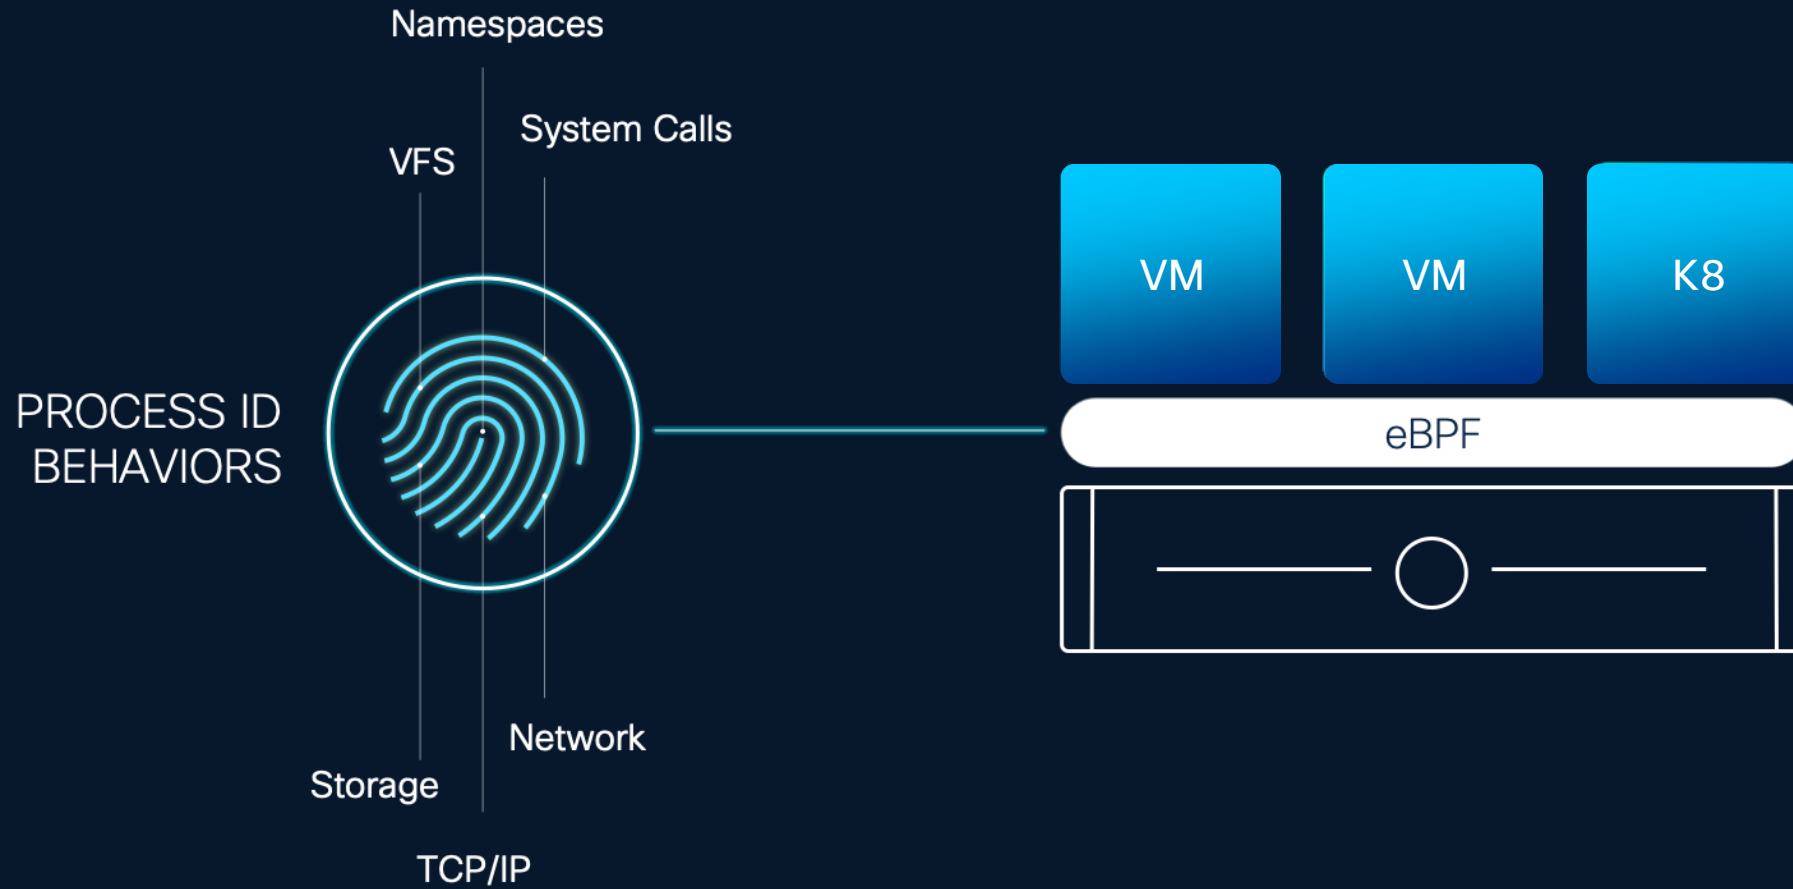 Namespaces
System Calls
VFS
VM
VM
K8
PROCESS ID
BEHAVIORS
eBPF
Network
Storage
TCP/IP